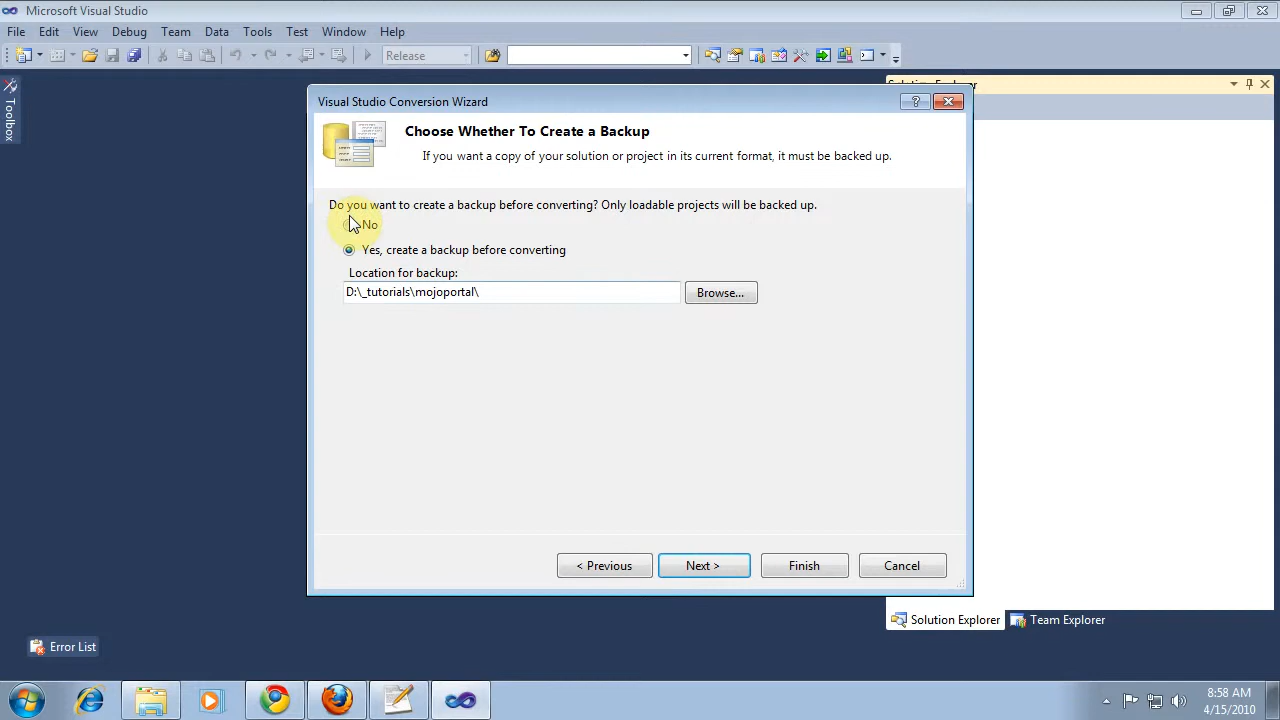 Microsoft Visual Studio
File Edit View Debug Team Data Tools Test Window Help
Release
Toolbox
Visual Studio Conversion Wizard
Choose Whether To Create a Backup
If you want a copy of your solution or project in its current format, it must be backed up.
Do you want to create a backup before converting? Only loadable projects will be backed up.
No
Yes, create a backup before converting
Location for backup:
D:\_tutorials\mojoportal\
Browse...
< Previous
Next >
Finish
Cancel
Solution Explorer
Team Explorer
Error List
8:58 AM
4/15/2010